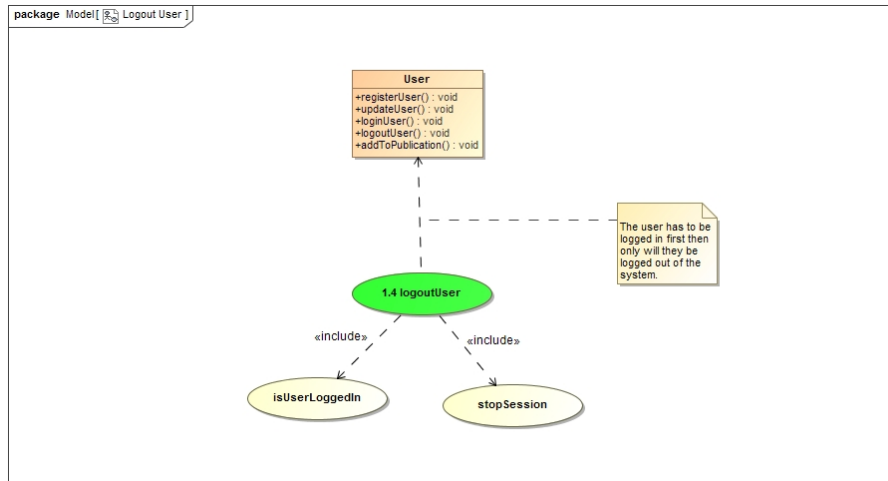 package Model[ Logout User ]
User
+registerUser() : void
+updateUser() : void
+loginUser() : void
+logoutUser() : void
+addToPublication() : void
The user has to be
logged in first then
only will they be
logged out of the
system.
1.4 logoutUser
«include»
«include»
isUserLoggedIn
stopSession